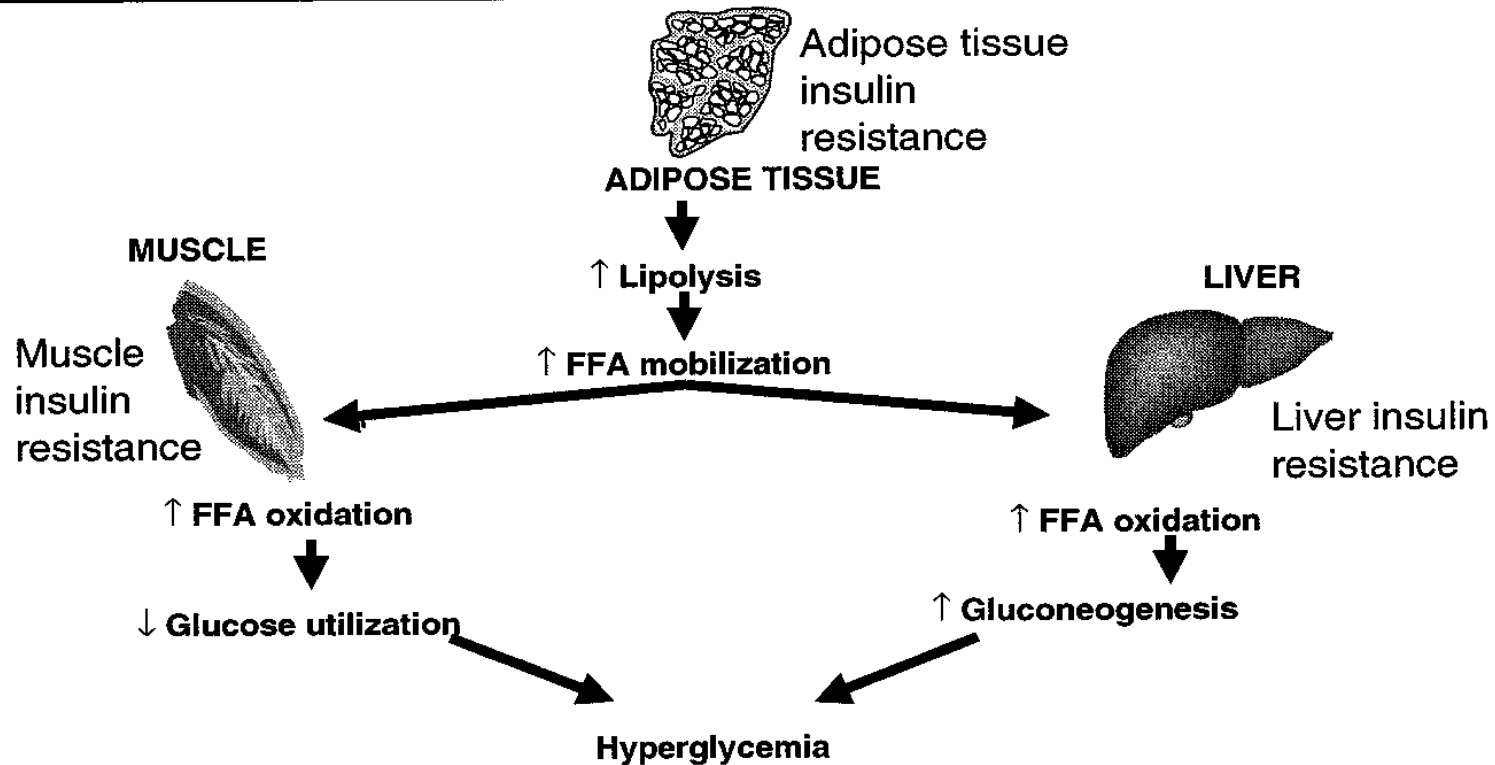 Adipose tissue
insulin
resistance
ADIPOSE TISSUE
↑ Lipolysis
↑ FFA mobilization
MUSCLE
Muscle
insulin
resistance
↑ FFA oxidation
↓ Glucose utilization
LIVER
Liver insulin
resistance
↑ FFA oxidation
↑ Gluconeogenesis
Hyperglycemia